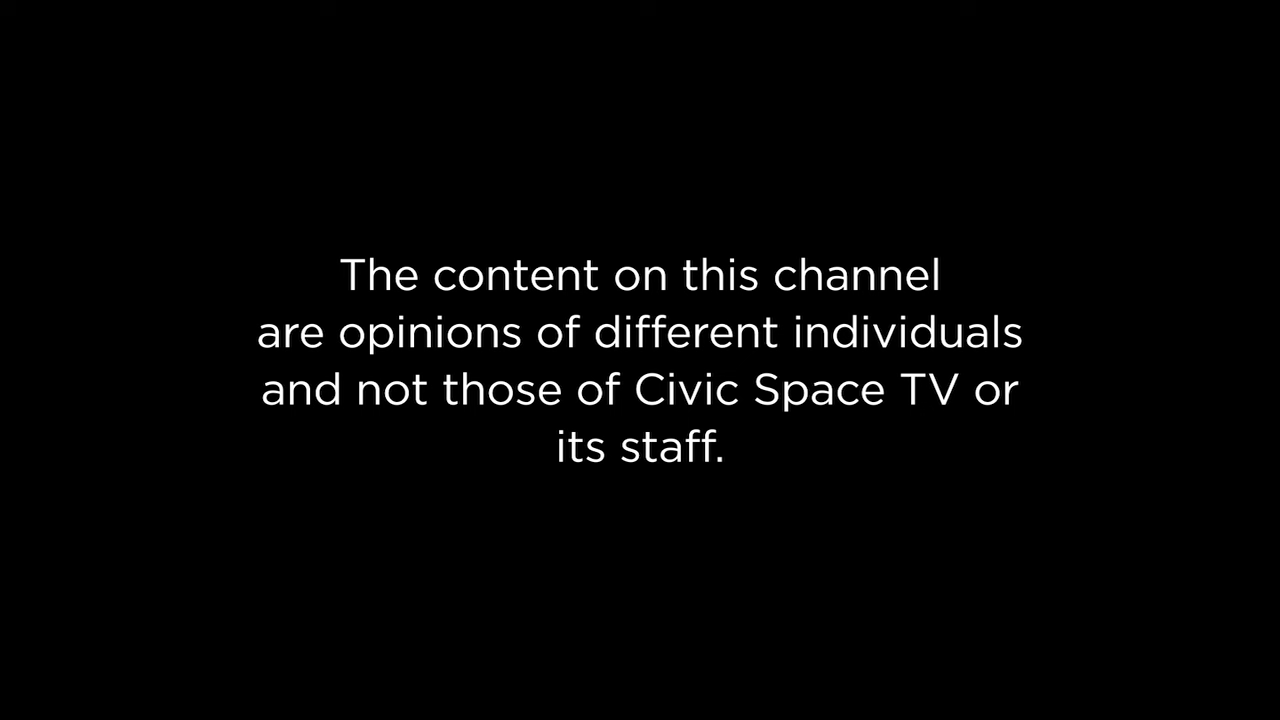 The content on this channel
are opinions of different individuals
and not those of Civic Space TV or
its staff.